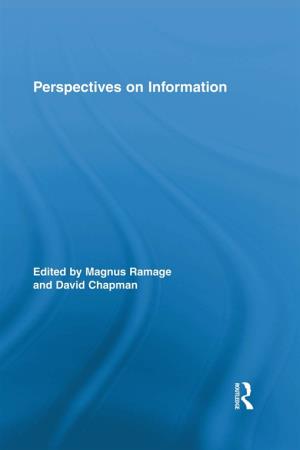 Perspectives on Information
Edited by Magnus Ramage
and David Chapman
ROUTLEDGE